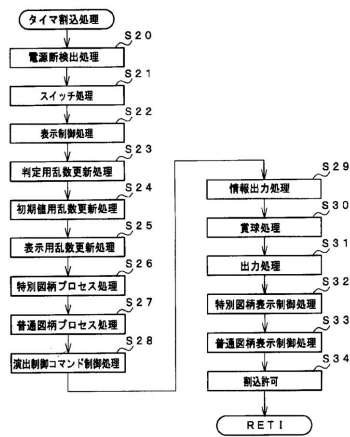 タイマ割込処理
S20
電源断検出処理
S21
スイッチ処理
S22
表示制御処理
S23
判定用乱数更新処理
S24
初期値用乱数更新処理
S25
表示用乱数更新処理
S26
特別図柄プロセス処理
S27
普通図柄プロセス処理
S28
演出制御コマンド制御処理
S29
情報出力処理
S30
賞球処理
S31
出力処理
S32
特別図柄表示制御処理
S33
普通図柄表示制御処理
S34
割込許可
RETI